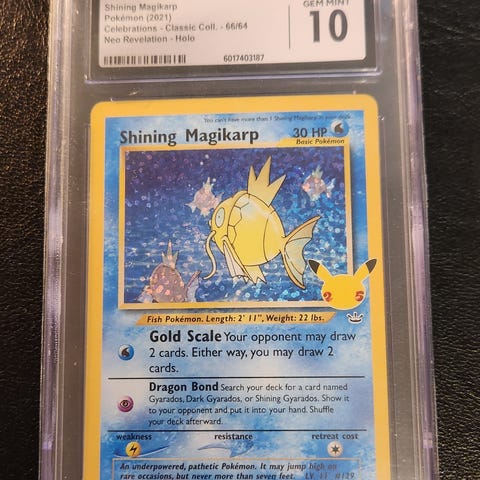 Shining Magikarp
Pokémon (2021)
Celebrations - Classic Coll. - 66/64
Neo Revelation - Holo
GEM MINT
10
6017403187
You can't have more than 1 Shining Magikarp in your deck.
Shining Magikarp 30 HP
Basic Pokémon
25
Fish Pokémon. Length: 2' 11", Weight: 22 lbs.
Gold Scale Your opponent may draw
2 cards. Either way, you may draw 2
cards.
Dragon Bond Search your deck for a card named
Gyarados, Dark Gyarados, or Shining Gyarados. Show it
to your opponent and put it into your hand. Shuffle
your deck afterward.
weakness resistance retreat cost
An underpowered, pathetic Pokémon. It may jump high on
rare occasions, but never more than seven feet. LV. 11 #129